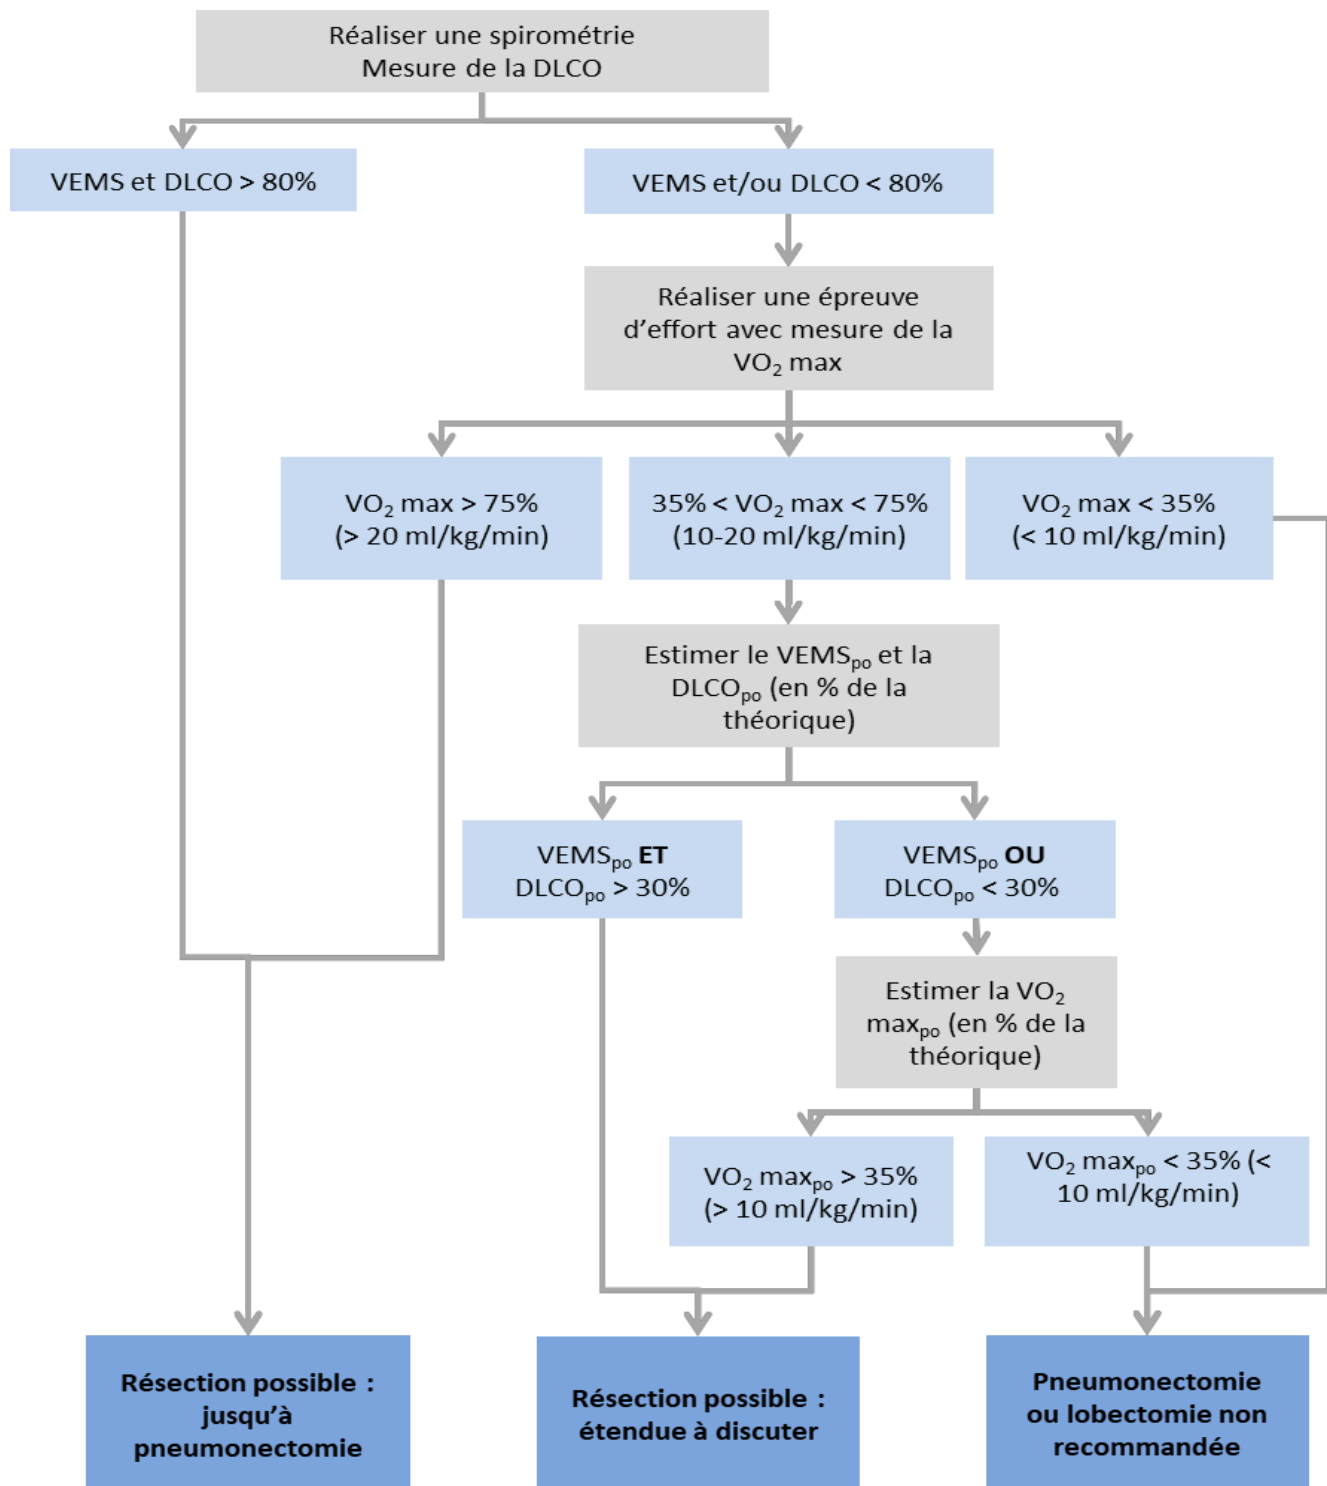 Réaliser une spirométrie
Mesure de la DLCO
VEMS et DLCO > 80%
VEMS et/ou DLCO < 80%
Réaliser une épreuve
d’effort avec mesure de la
VO₂ max
VO₂ max > 75%
(> 20 ml/kg/min)
35% < VO₂ max < 75%
(10-20 ml/kg/min)
VO₂ max < 35%
(< 10 ml/kg/min)
Estimer le VEMSpo et la
DLCOpo (en % de la
théorique)
VEMSpo ET
DLCOpo > 30%
VEMSpo OU
DLCOpo < 30%
Estimer la VO₂
maxpo (en % de la
théorique)
VO₂ maxpo > 35%
(> 10 ml/kg/min)
VO₂ maxpo < 35% (<
10 ml/kg/min)
Résection possible :
jusqu’à
pneumonectomie
Résection possible :
étendue à discuter
Pneumonectomie
ou lobectomie non
recommandée